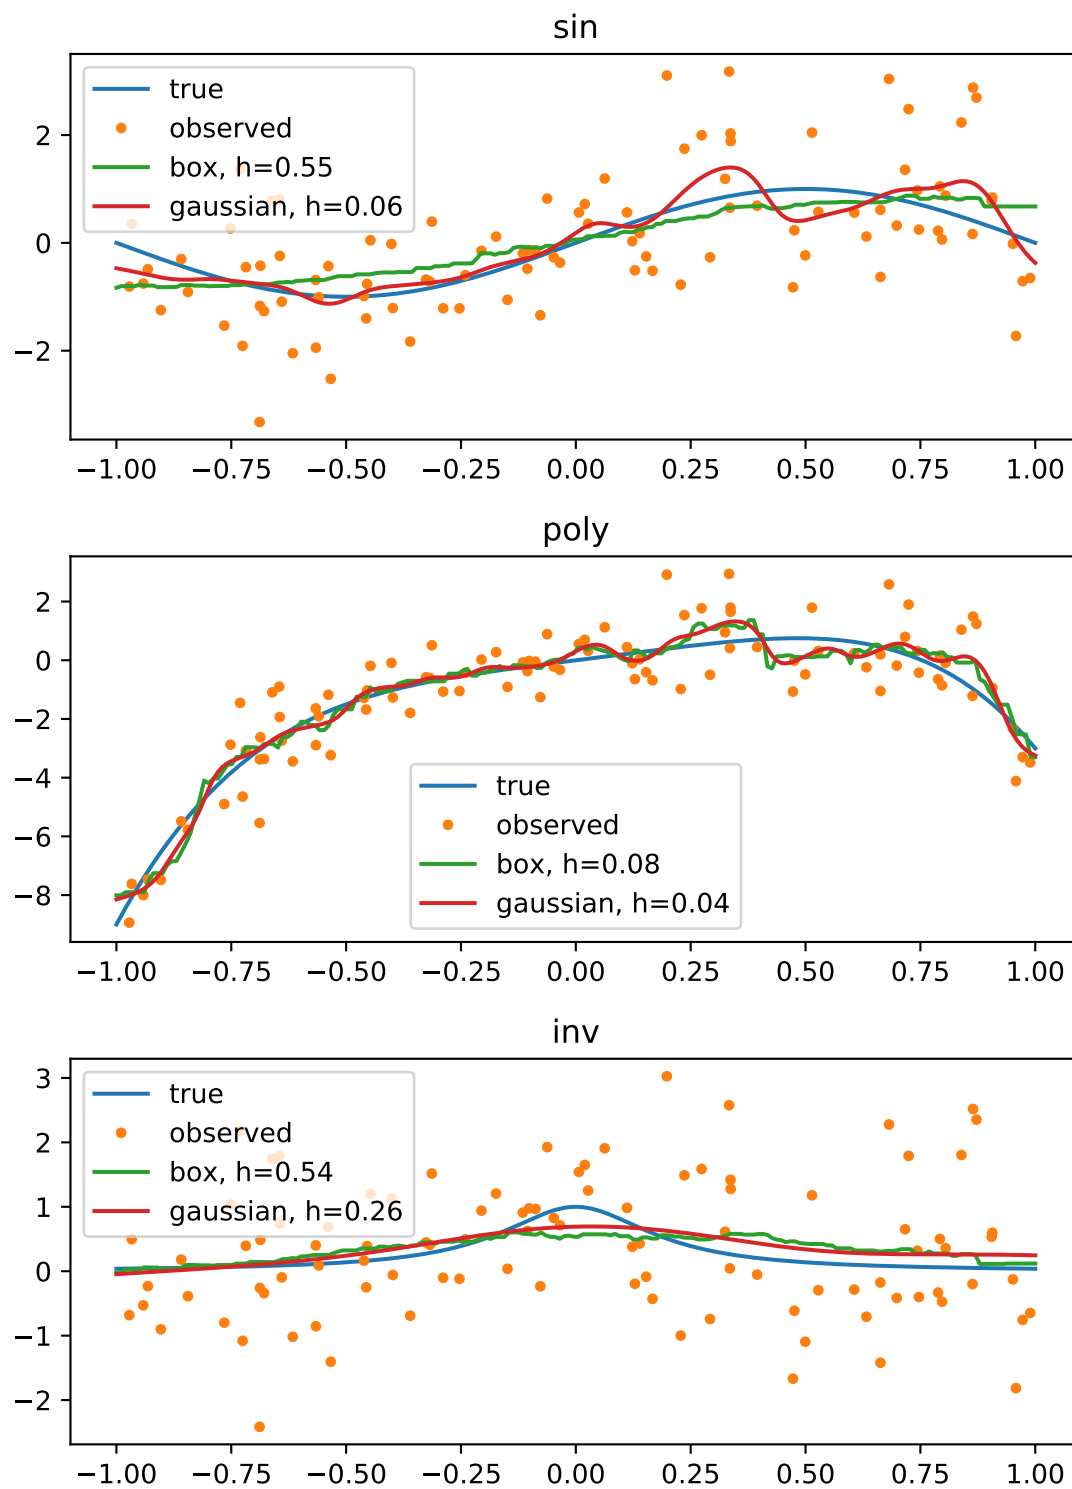 sin
true
observed
box, h=0.55
gaussian, h=0.06
2
0
−2
−1.00 −0.75 −0.50 −0.25 0.00 0.25 0.50 0.75 1.00
poly
2
0
−2
−4
−6
−8
true
observed
box, h=0.08
gaussian, h=0.04
−1.00 −0.75 −0.50 −0.25 0.00 0.25 0.50 0.75 1.00
inv
true
observed
box, h=0.54
gaussian, h=0.26
3
2
1
0
−1
−2
−1.00 −0.75 −0.50 −0.25 0.00 0.25 0.50 0.75 1.00